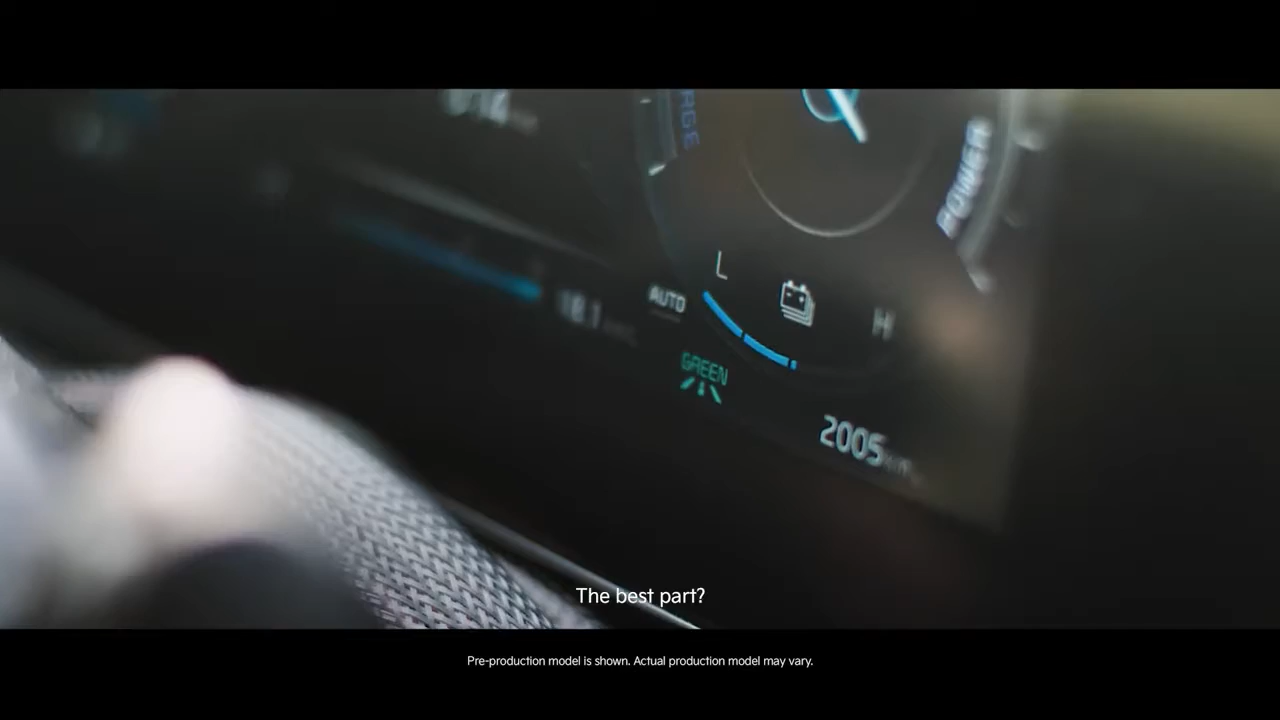 POWER
L
H
AUTO
GREEN
2005
The best part?
Pre-production model is shown. Actual production model may vary.